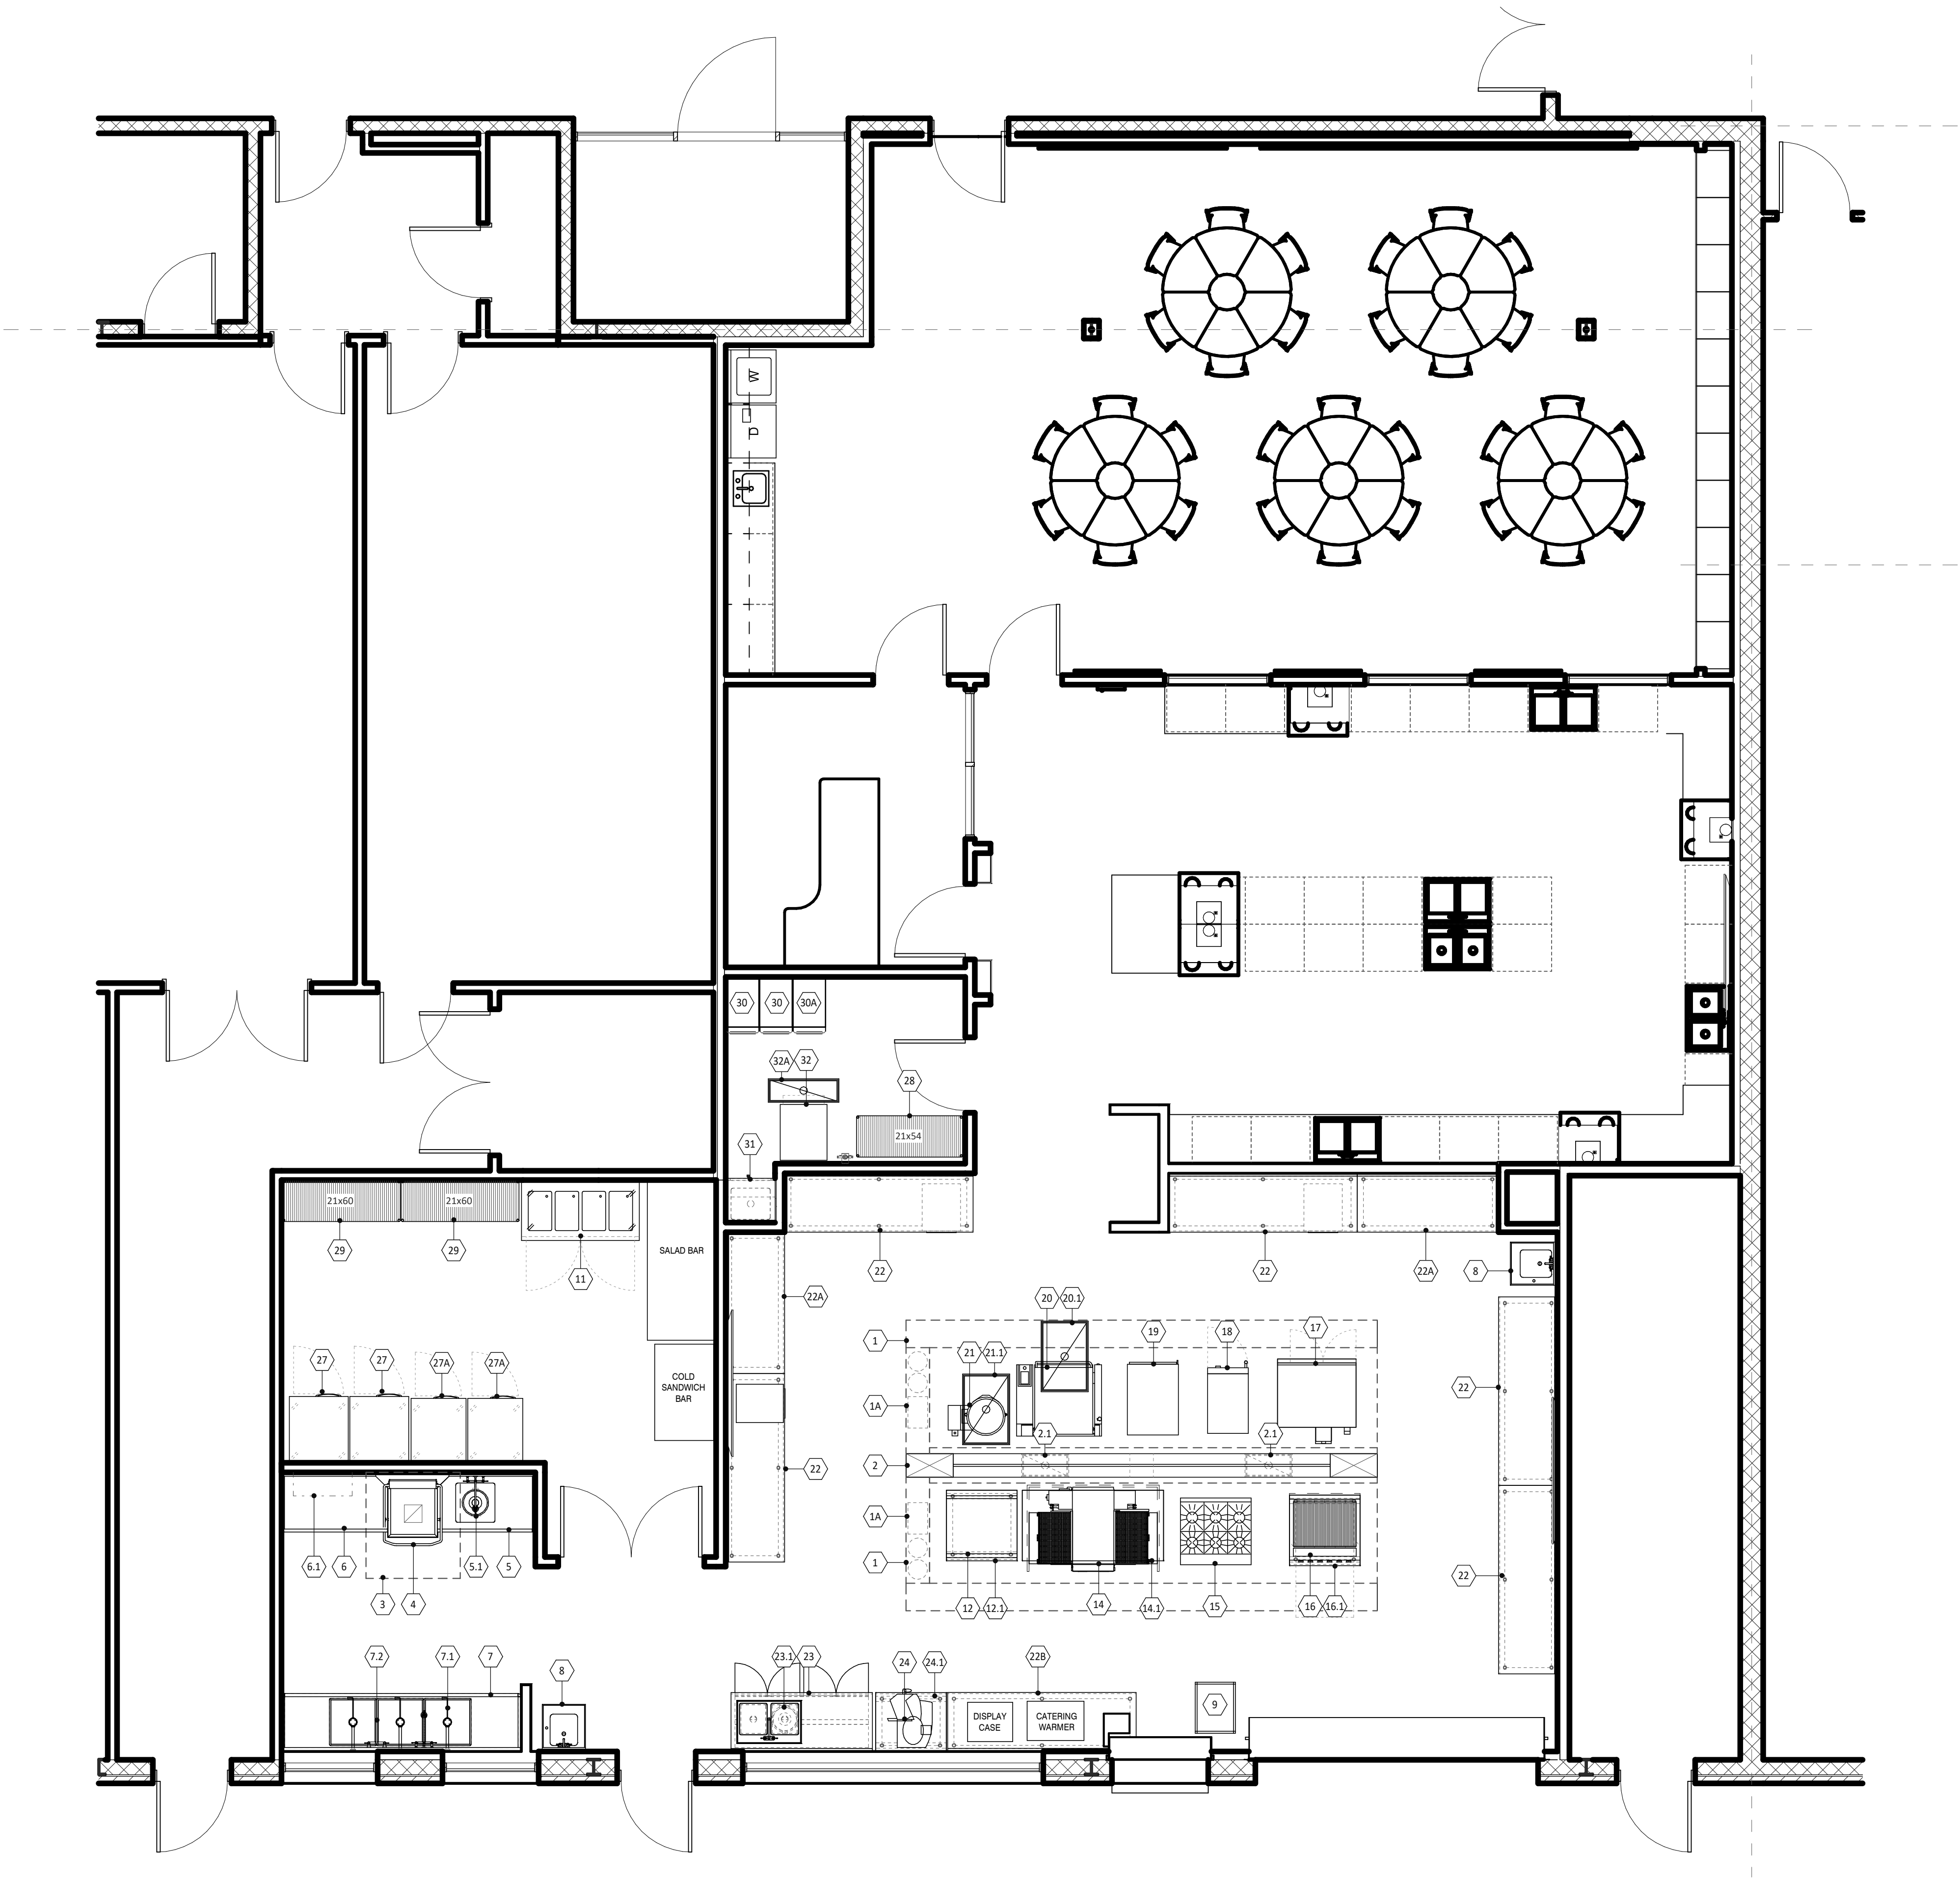 W
D
30 30 30A
32A 32
28
21x54
31
21x60 21x60
29 29
11
SALAD BAR
22 22 22A 8
22A
20 20.1
1 19 18 17
21 21.1
27 27 27A 27A
COLD
SANDWICH
BAR
22
1A
2.1 2.1
2
22
6.1 6 5.1 5
1A
1
3 4
22
12 12.1 14 14.1 15 16 16.1
7.2 7.1 7
8
23.1 23 24 24.1 22B
9
DISPLAY
CASE
CATERING
WARMER